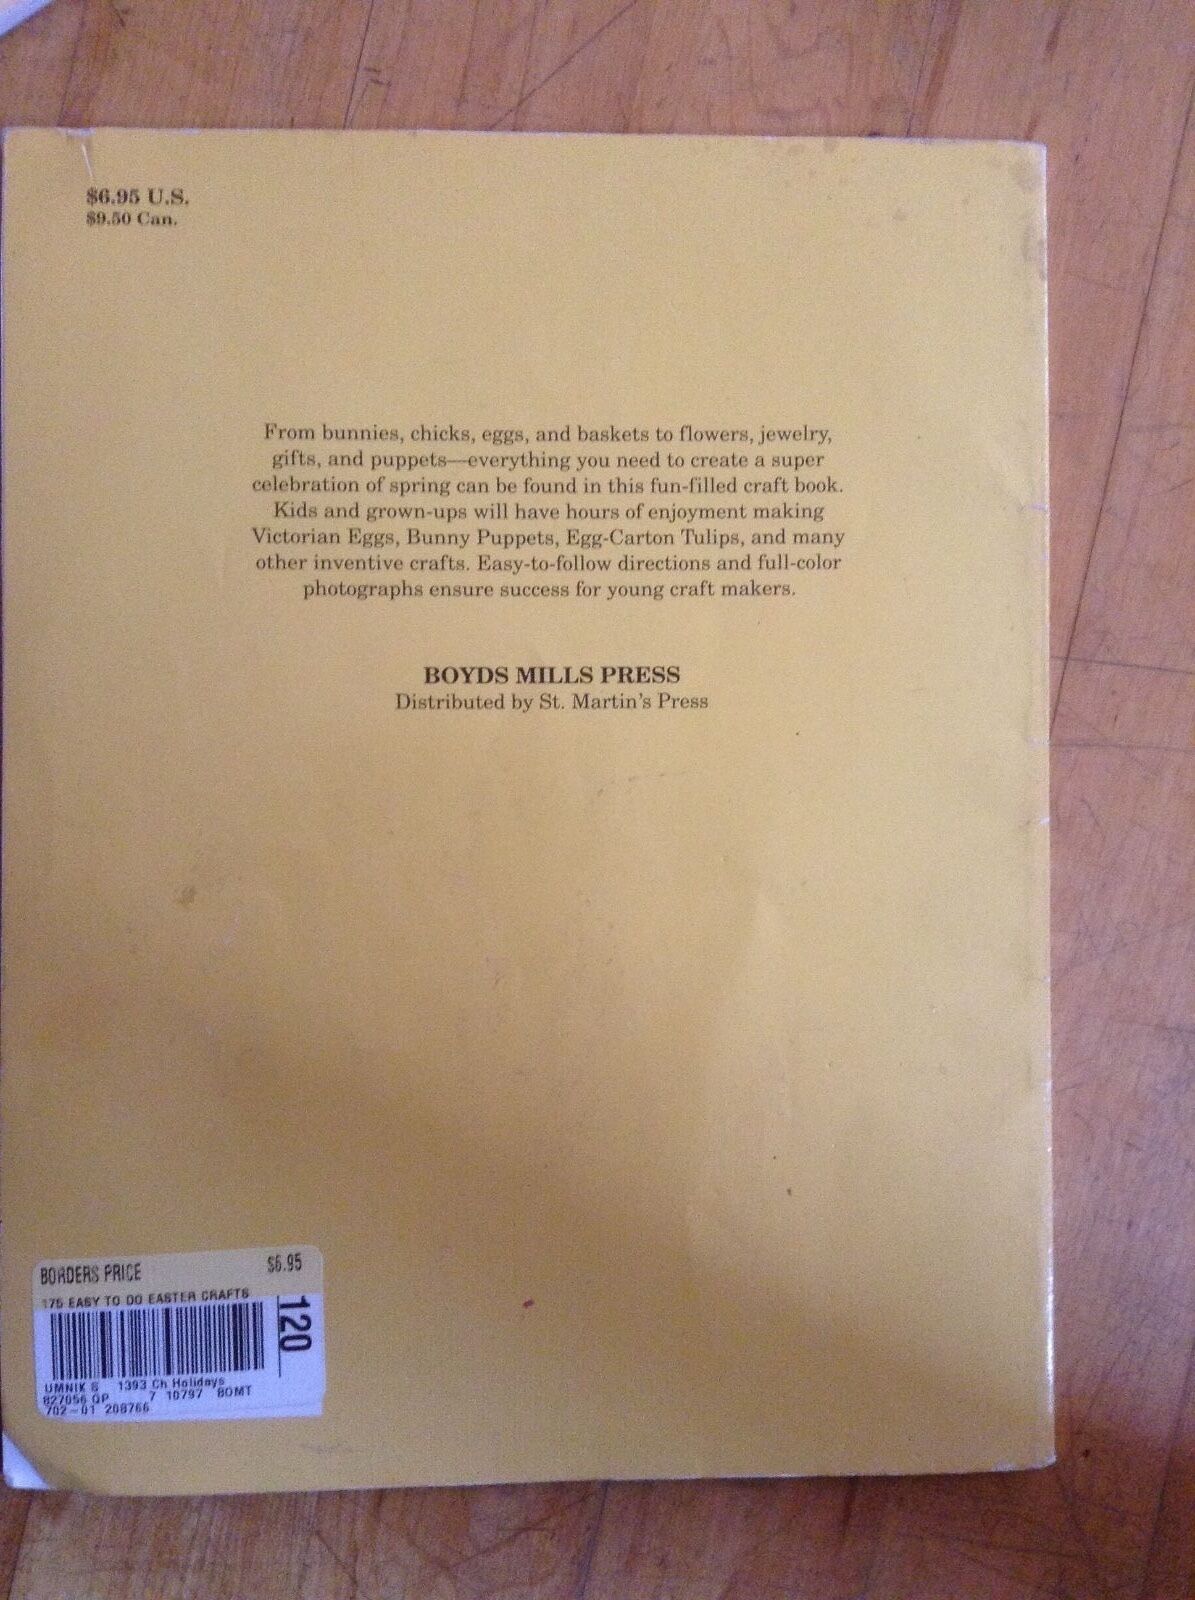 $6.95 U.S.
$9.50 Can.
From bunnies, chicks, eggs, and baskets to flowers, jewelry,
gifts, and puppets—everything you need to create a super
celebration of spring can be found in this fun-filled craft book.
Kids and grown-ups will have hours of enjoyment making
Victorian Eggs, Bunny Puppets, Egg-Carton Tulips, and many
other inventive crafts. Easy-to-follow directions and full-color
photographs ensure success for young craft makers.
BOYDS MILLS PRESS
Distributed by St. Martin's Press
BORDERS PRICE $6.95
175 EASY TO DO EASTER CRAFTS
120
UMNIK S 1393 Ch Holidays
827056 QP 7 10797 BOMT
702-01 208766